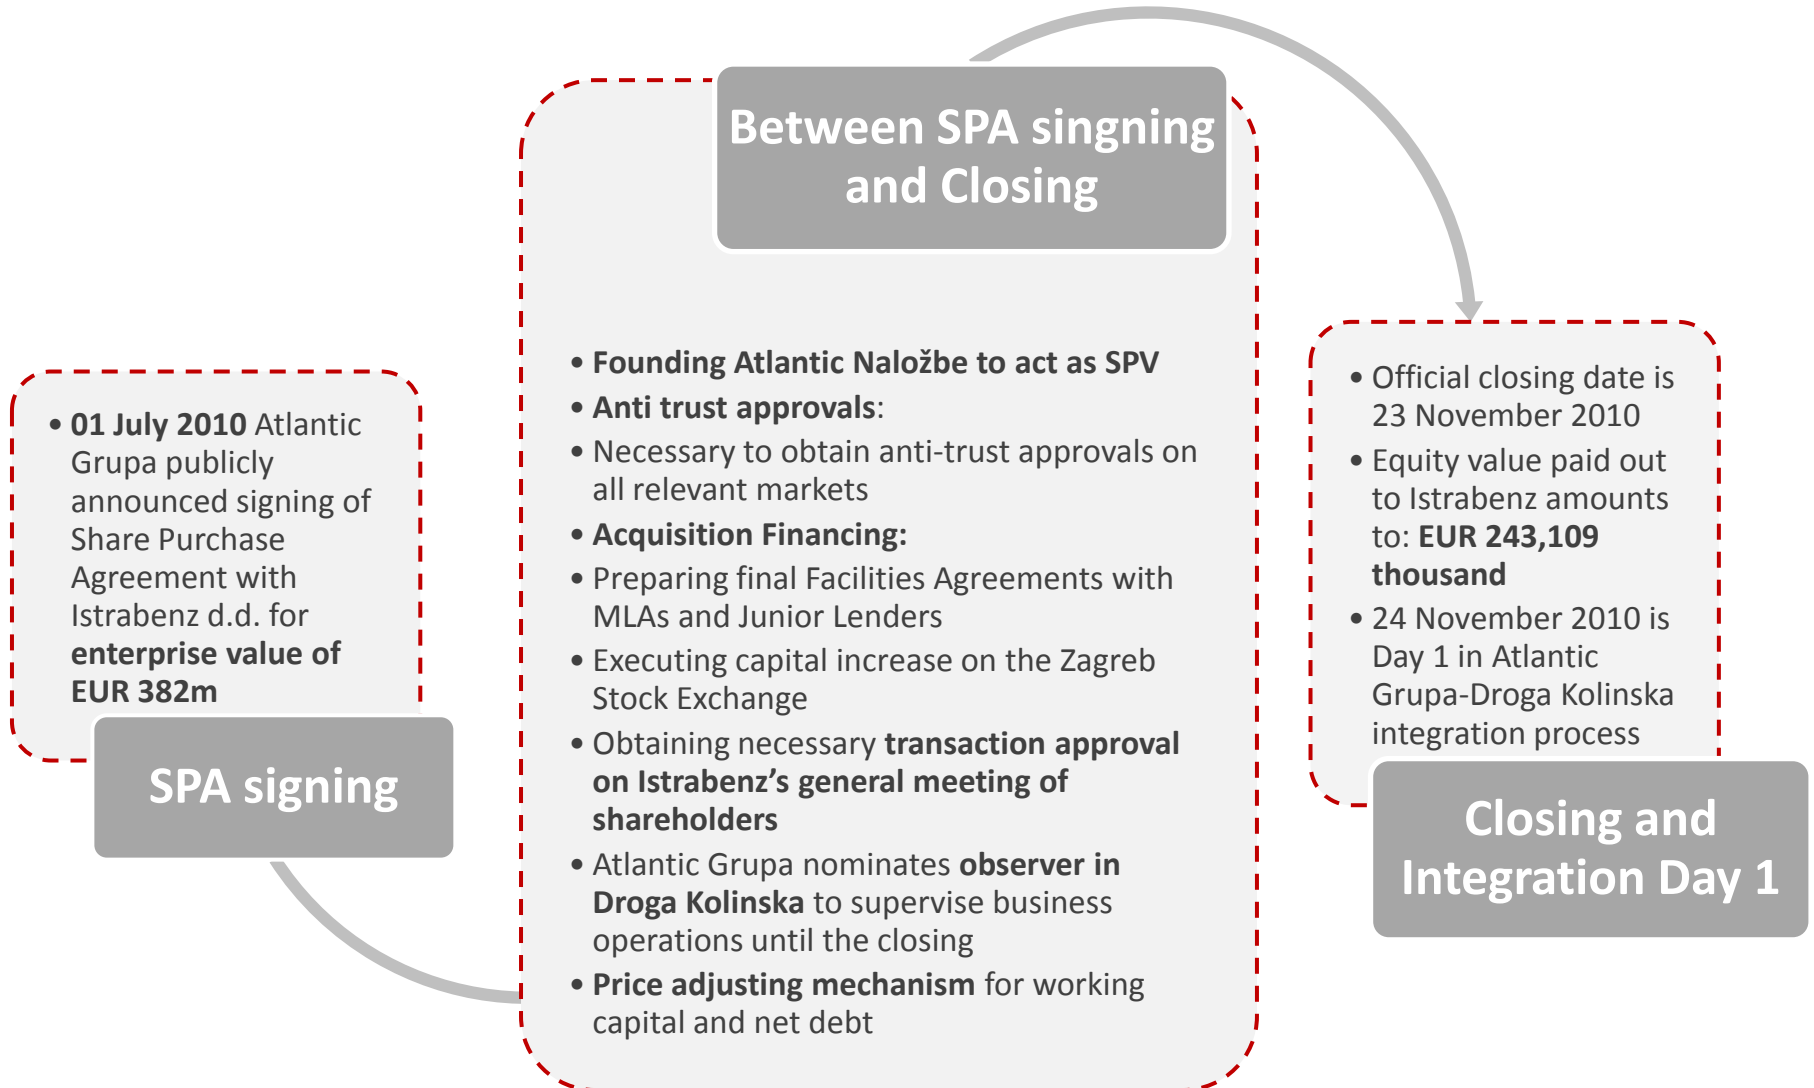 • 01 July 2010 Atlantic
Grupa publicly
announced signing of
Share Purchase
Agreement with
Istrabenz d.d. for
enterprise value of
EUR 382m
SPA signing
Between SPA singning
and Closing
• Founding Atlantic Naložbe to act as SPV
• Anti trust approvals:
• Necessary to obtain anti-trust approvals on
all relevant markets
• Acquisition Financing:
• Preparing final Facilities Agreements with
MLAs and Junior Lenders
• Executing capital increase on the Zagreb
Stock Exchange
• Obtaining necessary transaction approval
on Istrabenz’s general meeting of
shareholders
• Atlantic Grupa nominates observer in
Droga Kolinska to supervise business
operations until the closing
• Price adjusting mechanism for working
capital and net debt
• Official closing date is
23 November 2010
• Equity value paid out
to Istrabenz amounts
to: EUR 243,109
thousand
• 24 November 2010 is
Day 1 in Atlantic
Grupa-Droga Kolinska
integration process
Closing and
Integration Day 1